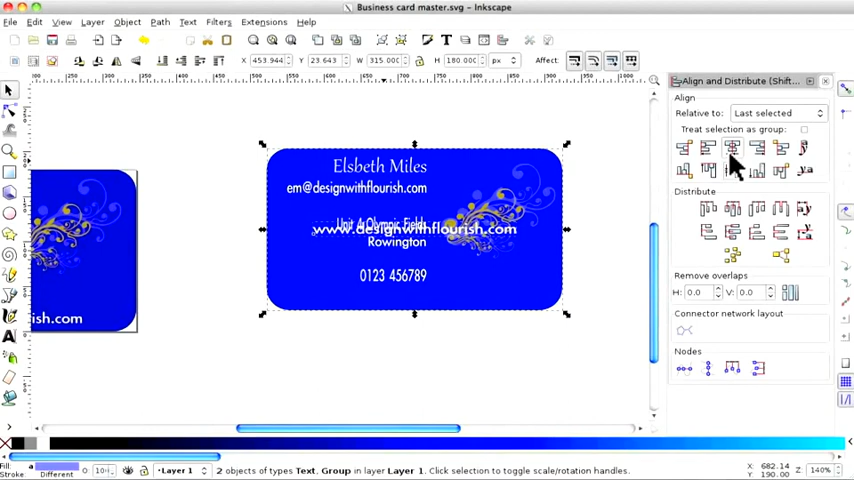 Business card master.svg - Inkscape
File Edit View Layer Object Path Text Filters Extensions Help
X 453.944 Y 23.643 W 315.000 H 180.000 px Affect:
Align and Distribute (Shift...
Align
Relative to: Last selected
Treat selection as group:
Distribute
Remove overlaps
H: 0.0 V: 0.0
Connector network layout
Nodes
Elsbeth Miles
em@designwithflourish.com
Unit 4, Olympic Fields
www.designwithflourish.com
Rowington
0123 456789
ish.com
Fill:
Stroke: Different
Layer 1
2 objects of types Text, Group in layer Layer 1. Click selection to toggle scale/rotation handles.
X: 682.14
Y: 190.00
Z: 140%